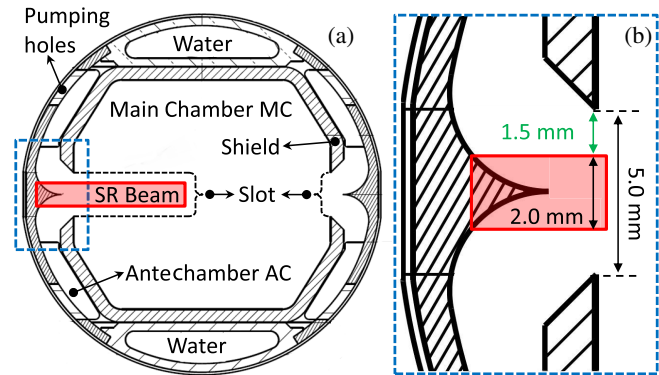 Pumping
holes
Water
(a)
Main Chamber MC
Shield
SR Beam
Slot
Antechamber AC
Water
(b)
1.5 mm
5.0 mm
2.0 mm